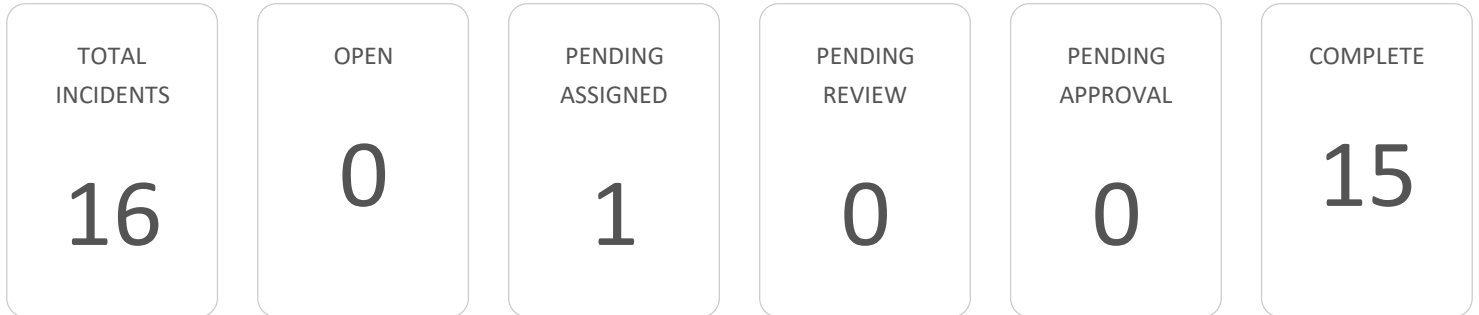 TOTAL
INCIDENTS
16
OPEN
0
PENDING
ASSIGNED
1
PENDING
REVIEW
0
PENDING
APPROVAL
0
COMPLETE
15